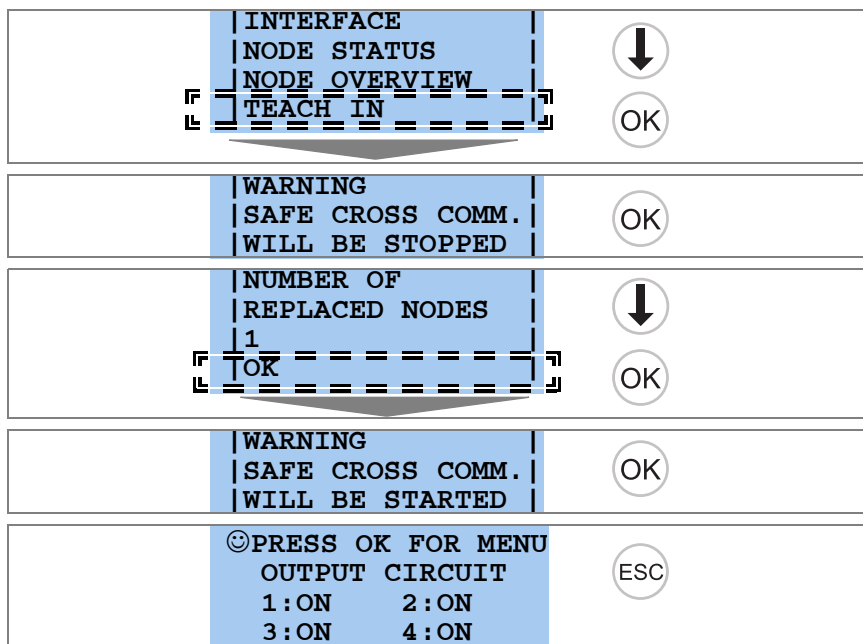 |INTERFACE |
|NODE STATUS |
|NODE OVERVIEW |
|TEACH IN |
OK
|WARNING |
|SAFE CROSS COMM.|
|WILL BE STOPPED |
OK
|NUMBER OF |
|REPLACED NODES |
|1 |
|OK |
OK
|WARNING |
|SAFE CROSS COMM.|
|WILL BE STARTED |
OK
☺PRESS OK FOR MENU
OUTPUT CIRCUIT
1:ON 2:ON
3:ON 4:ON
ESC